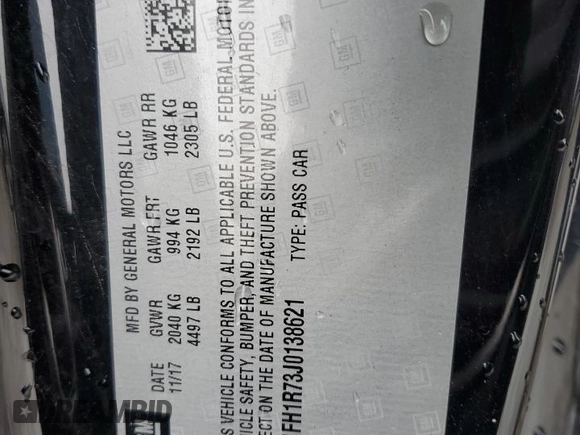 MFD BY GENERAL MOTORS LLC
DATE GVWR GAWR FRT GAWR RR
11/17 2040 KG 994 KG 1046 KG
4497 LB 2192 LB 2305 LB
VEHICLE CONFORMS TO ALL APPLICABLE U.S. FEDERAL MOTOR
SAFETY, BUMPER, AND THEFT PREVENTION STANDARDS IN
ON THE DATE OF MANUFACTURE SHOWN ABOVE.
FH1R73J0138621 TYPE: PASS CAR
GM
DREAMBID